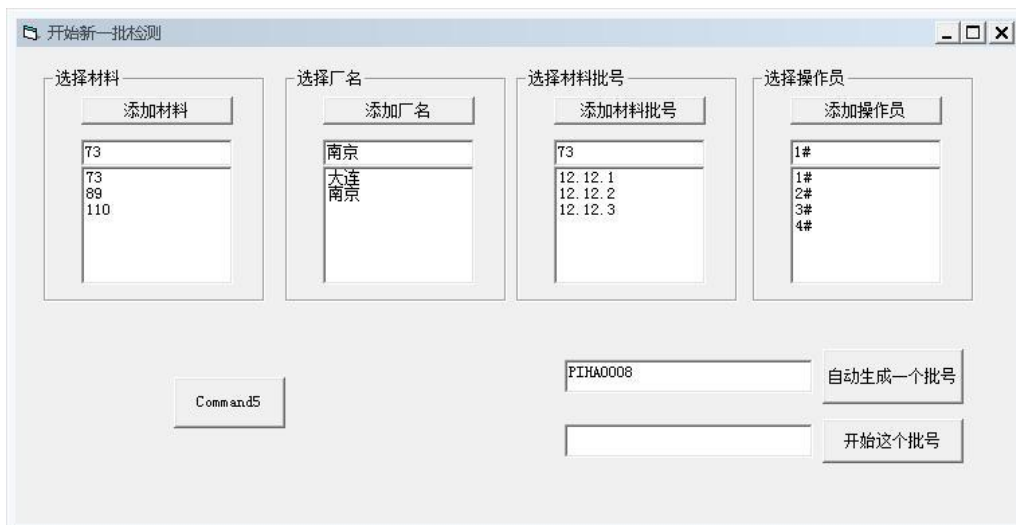 开始新一批检测
选择材料
添加材料
73
73
89
110
选择厂名
添加厂名
南京
大连
南京
选择材料批号
添加材料批号
73
12.12.1
12.12.2
12.12.3
选择操作员
添加操作员
1#
1#
2#
3#
4#
PIHA0008
自动生成一个批号
Command5
开始这个批号